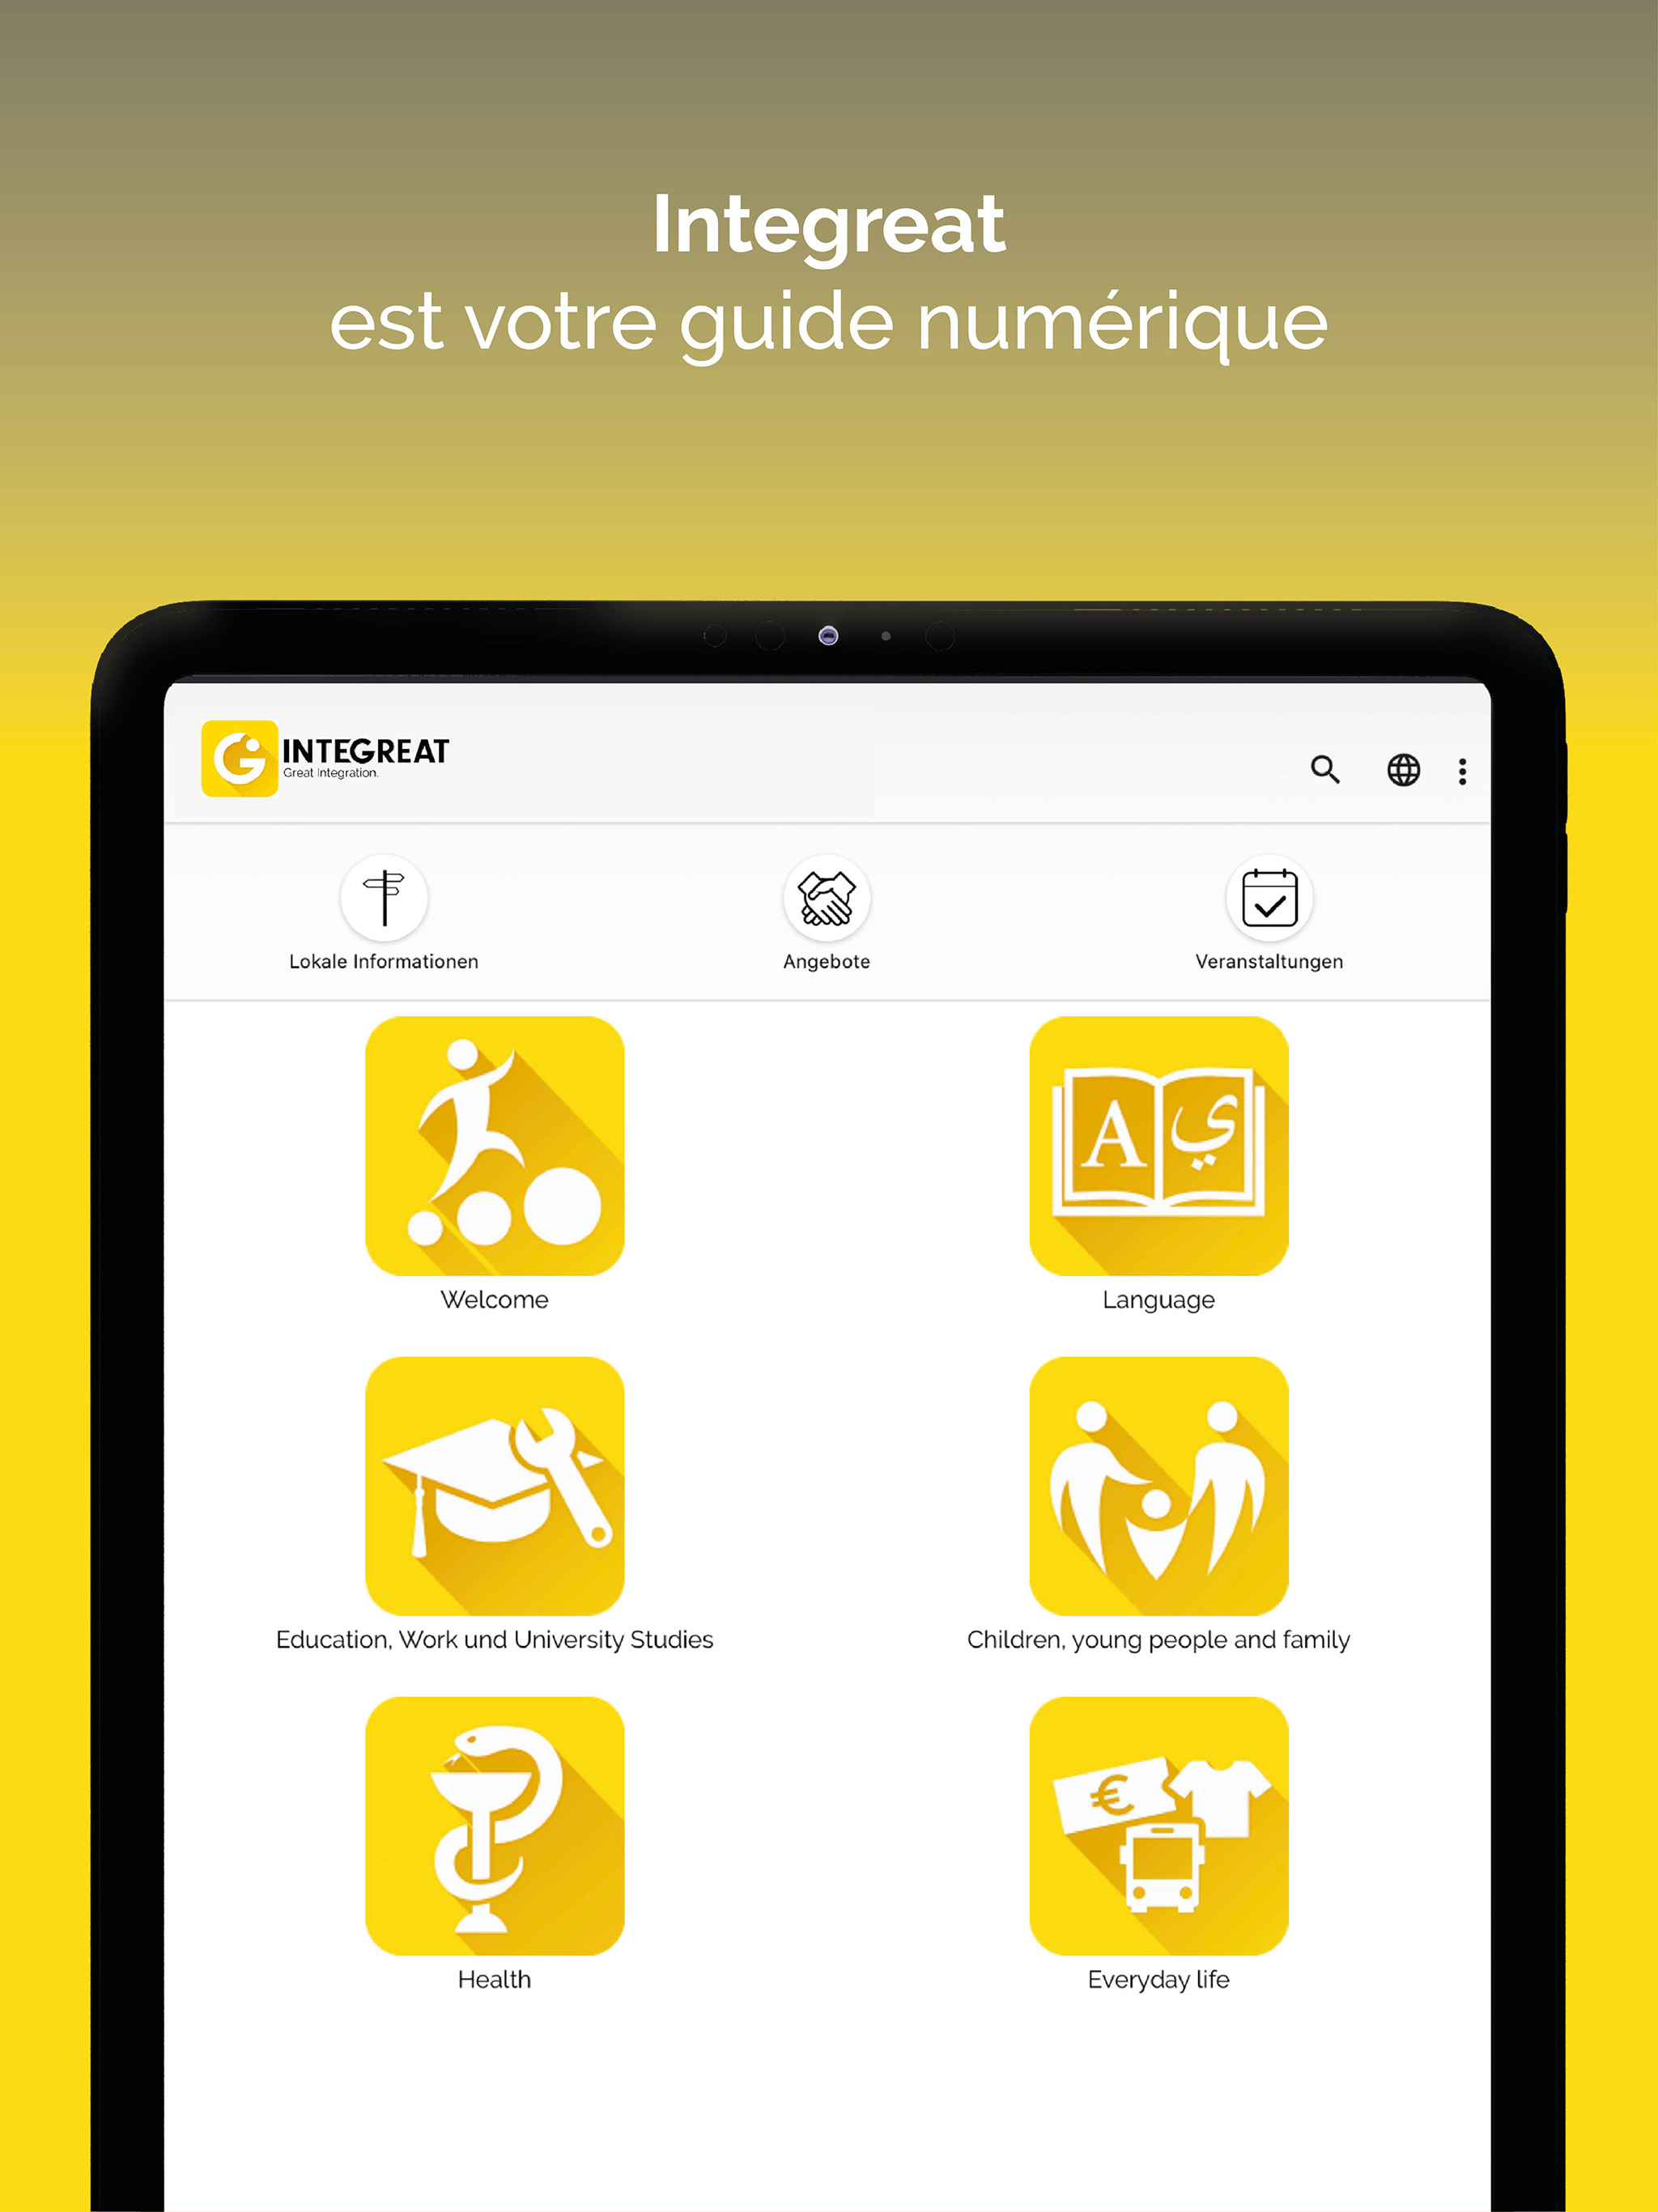 Integreat
est votre guide numérique
INTEGREAT
Great Integration.
Lokale Informationen
Angebote
Veranstaltungen
A ي
Welcome
Language
Education, Work und University Studies
Children, young people and family
€
Health
Everyday life